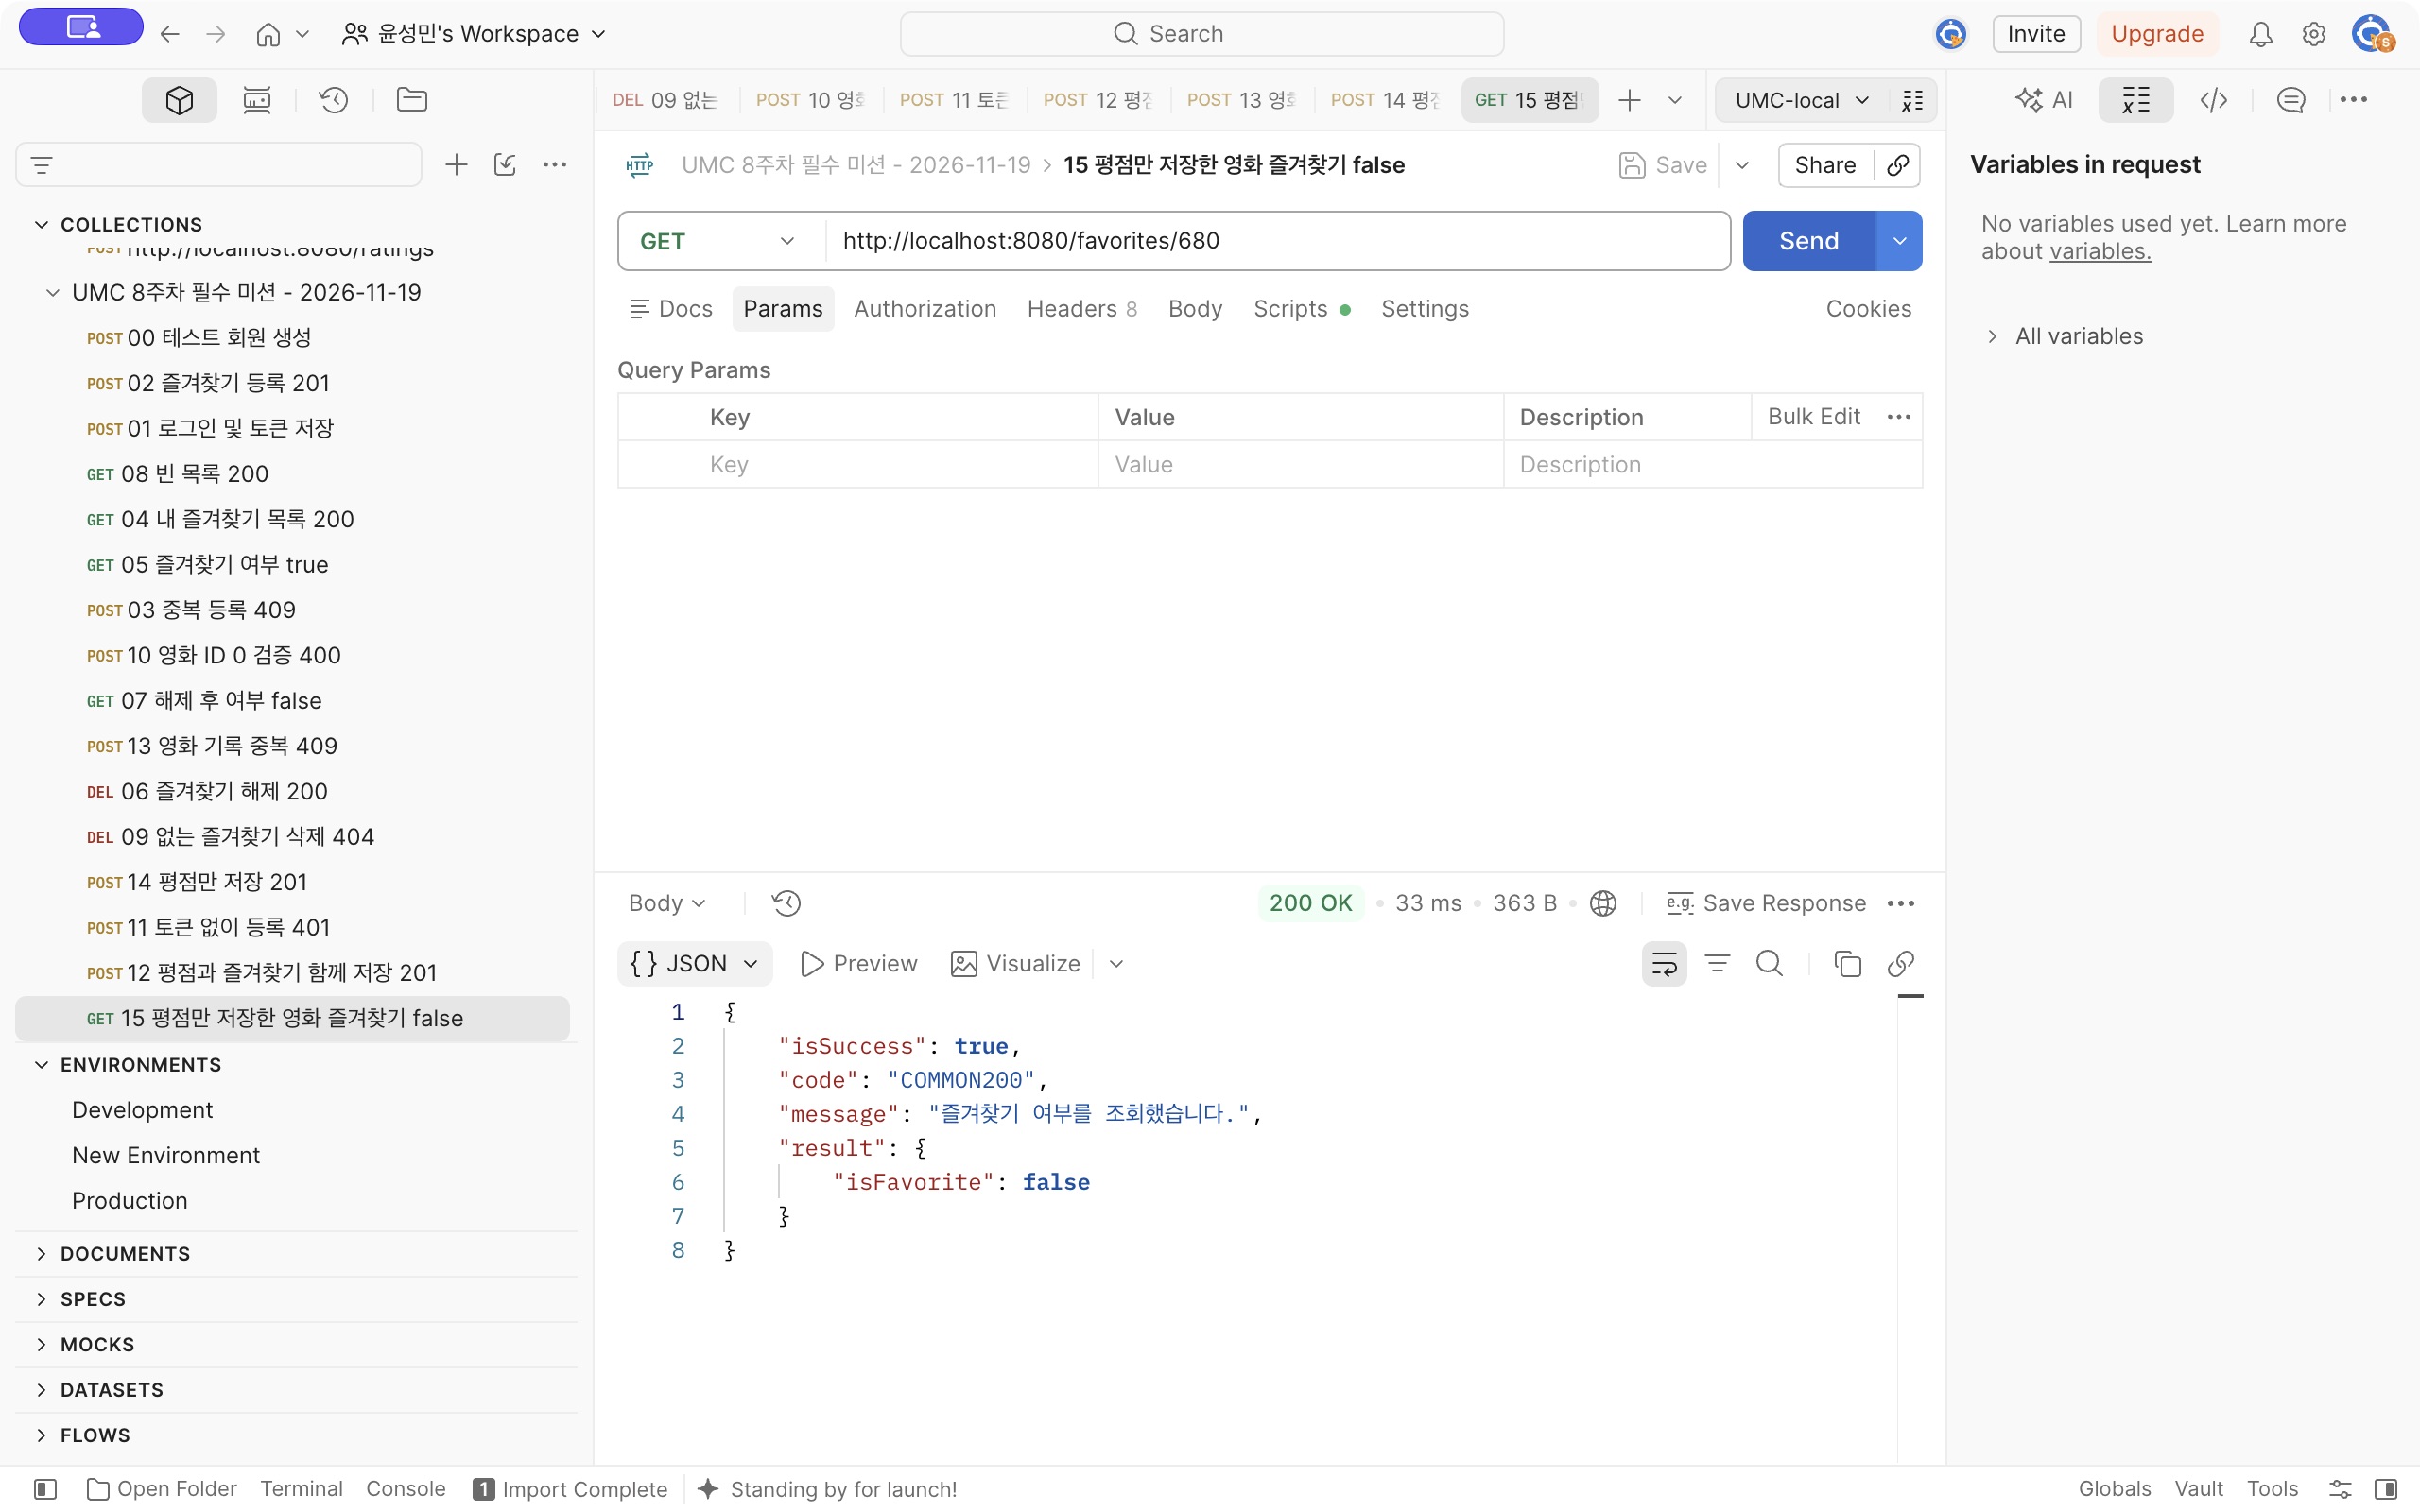 윤성민's Workspace
Search
Invite
Upgrade
DEL 09 없는
POST 10 영화
POST 11 토큰
POST 12 평점
POST 13 영화
POST 14 평점
GET 15 평점만
UMC-local
AI
COLLECTIONS
POST http://localhost:8080/ratings
UMC 8주차 필수 미션 - 2026-11-19
POST 00 테스트 회원 생성
POST 02 즐겨찾기 등록 201
POST 01 로그인 및 토큰 저장
GET 08 빈 목록 200
GET 04 내 즐겨찾기 목록 200
GET 05 즐겨찾기 여부 true
POST 03 중복 등록 409
POST 10 영화 ID 0 검증 400
GET 07 해제 후 여부 false
POST 13 영화 기록 중복 409
DEL 06 즐겨찾기 해제 200
DEL 09 없는 즐겨찾기 삭제 404
POST 14 평점만 저장 201
POST 11 토큰 없이 등록 401
POST 12 평점과 즐겨찾기 함께 저장 201
GET 15 평점만 저장한 영화 즐겨찾기 false
ENVIRONMENTS
Development
New Environment
Production
DOCUMENTS
SPECS
MOCKS
DATASETS
FLOWS
HTTP
UMC 8주차 필수 미션 - 2026-11-19 > 15 평점만 저장한 영화 즐겨찾기 false
Save
Share
GET
http://localhost:8080/favorites/680
Send
Docs
Params
Authorization
Headers 8
Body
Scripts
Settings
Cookies
Query Params
Key
Value
Description
Bulk Edit
Key
Value
Description
Body
200 OK
33 ms
363 B
e.g. Save Response
{} JSON
Preview
Visualize
1 {
2 "isSuccess": true,
3 "code": "COMMON200",
4 "message": "즐겨찾기 여부를 조회했습니다.",
5 "result": {
6 "isFavorite": false
7 }
8 }
Variables in request
No variables used yet. Learn more
about variables.
All variables
Open Folder
Terminal
Console
1 Import Complete
Standing by for launch!
Globals
Vault
Tools